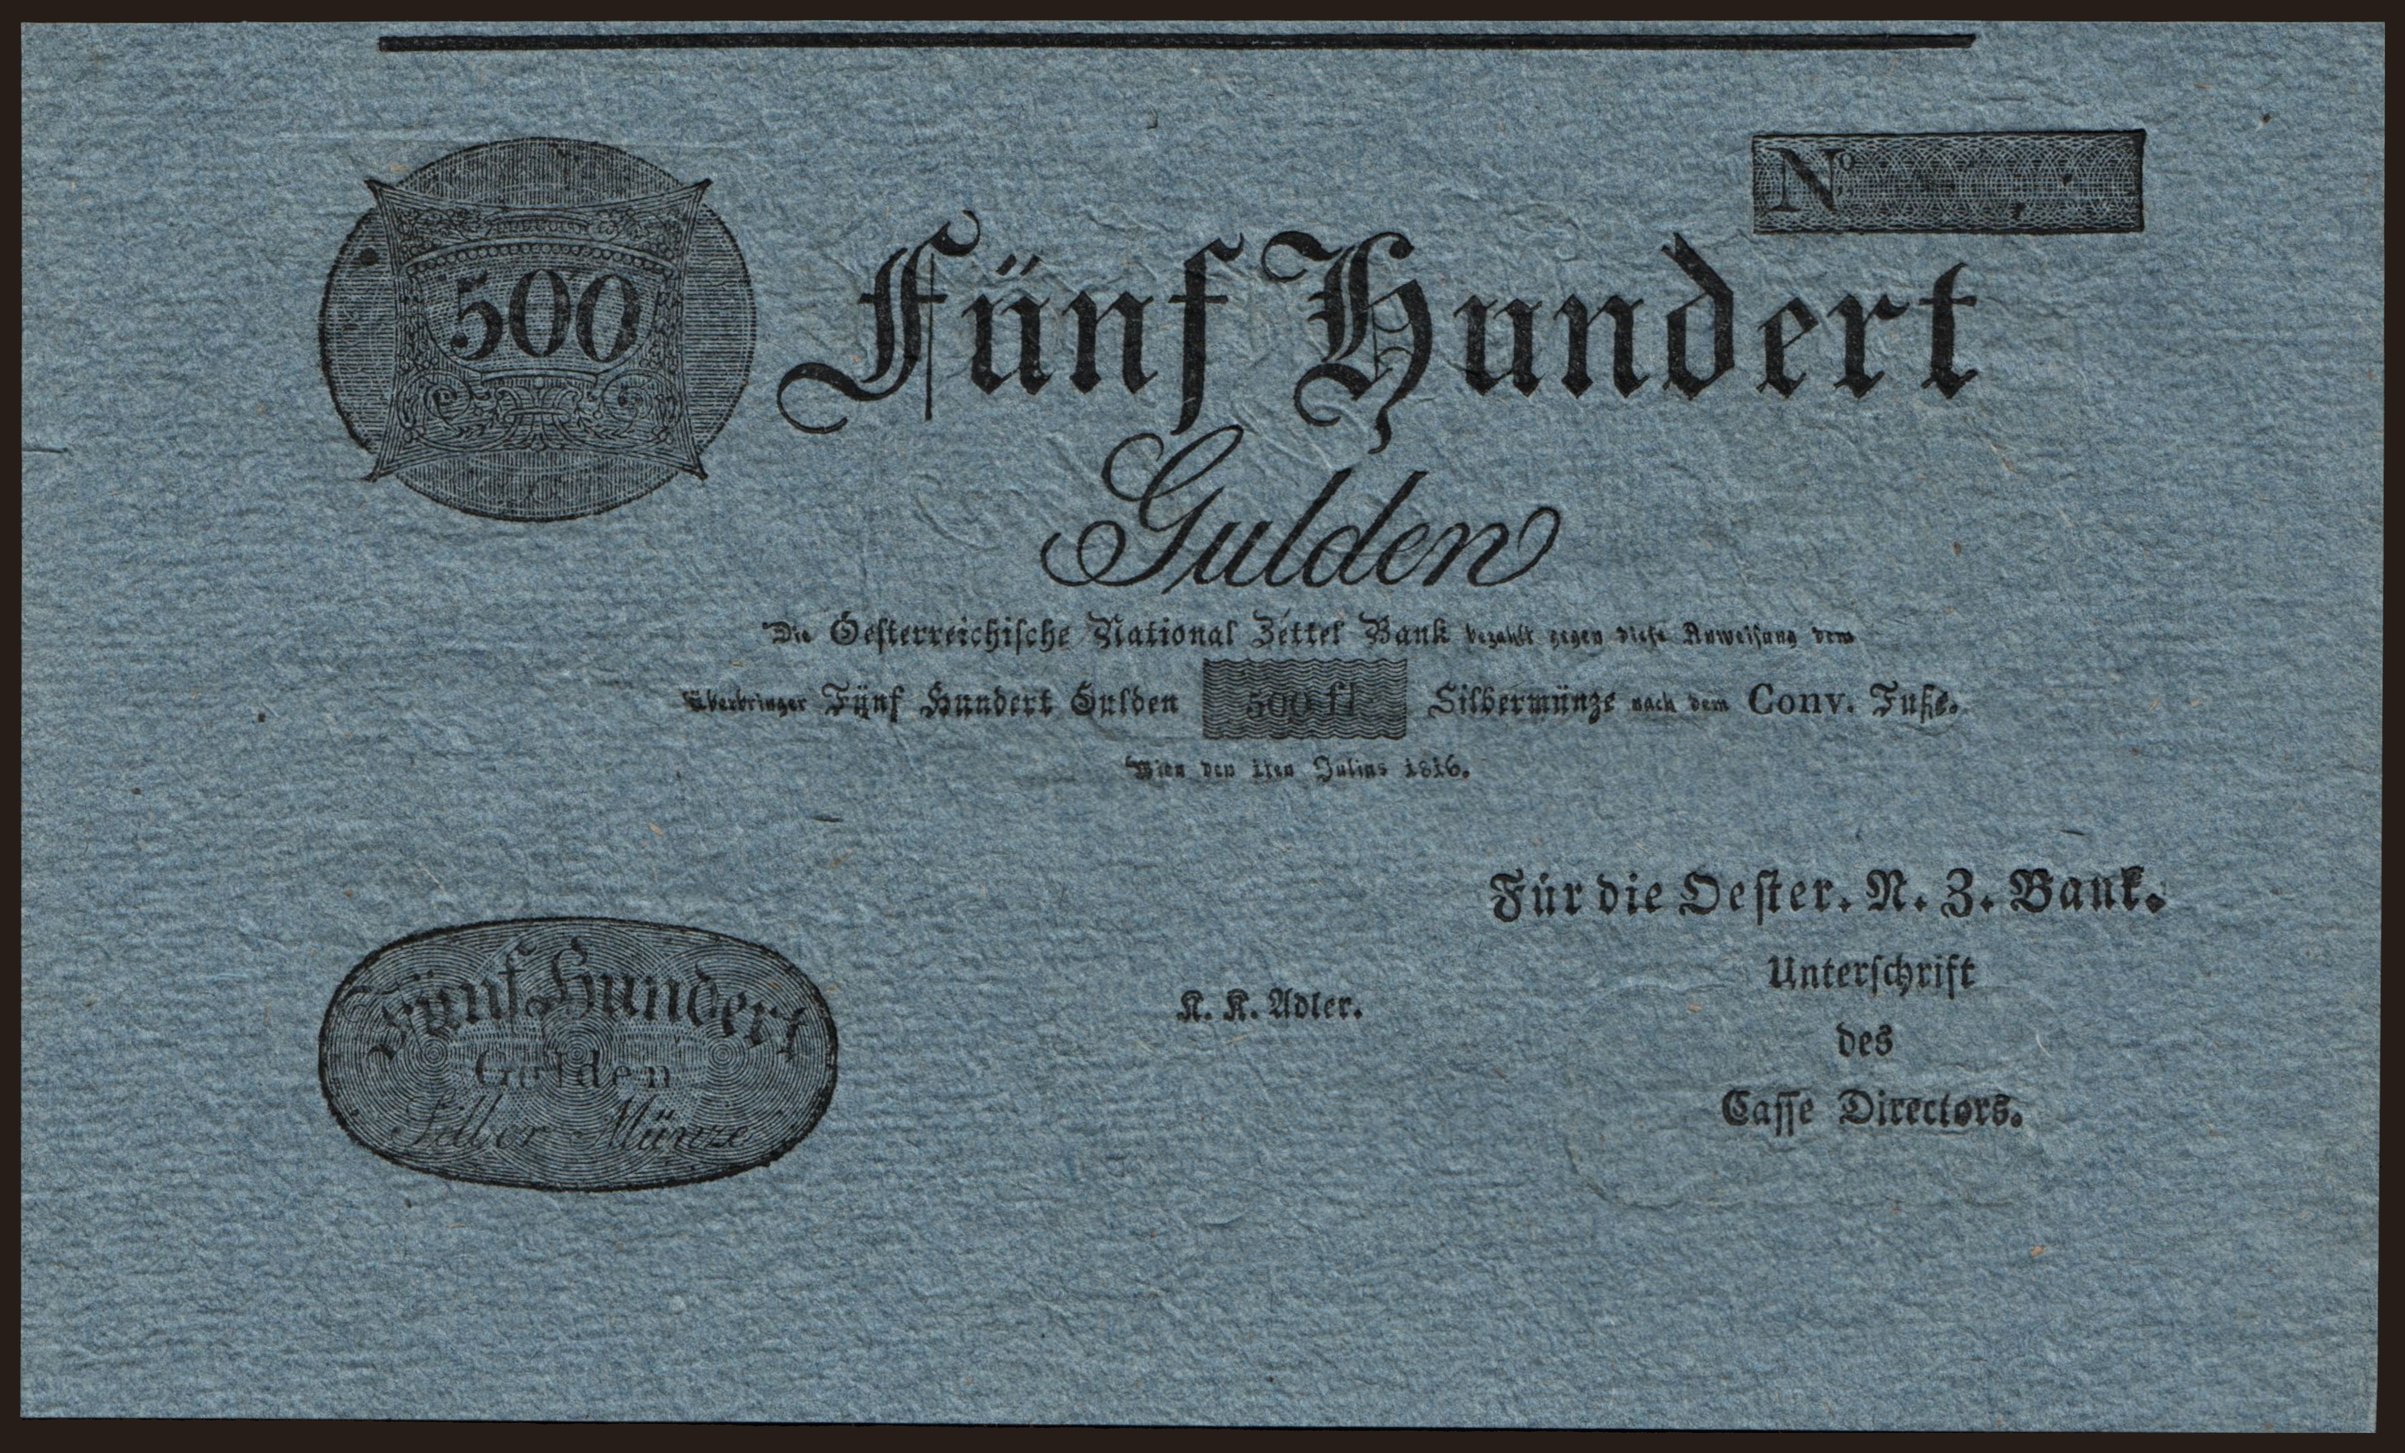 No
500
Fünf Hundert
Gulden
Die Oesterreichische National Zettel Bank bezahlt gegen diese Anweisung dem
Überbringer Fünf Hundert Gulden 500 fl Silbermünze nach dem Conv. Fuße.
Wien den 1ten Julius 1816.
Für die Oester. N. Z. Bank.
Unterschrift
des
Casse Directors.
K. K. Adler.
Fünf Hundert
Gulden
Silber Münze